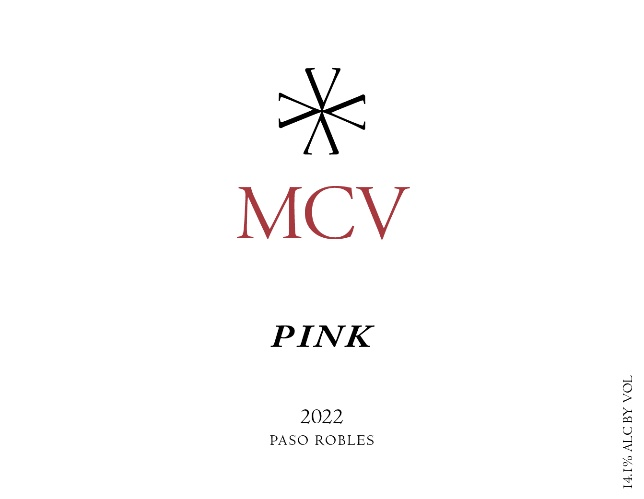 MCV
PINK
2022
PASO ROBLES
14.1% ALC BY VOL